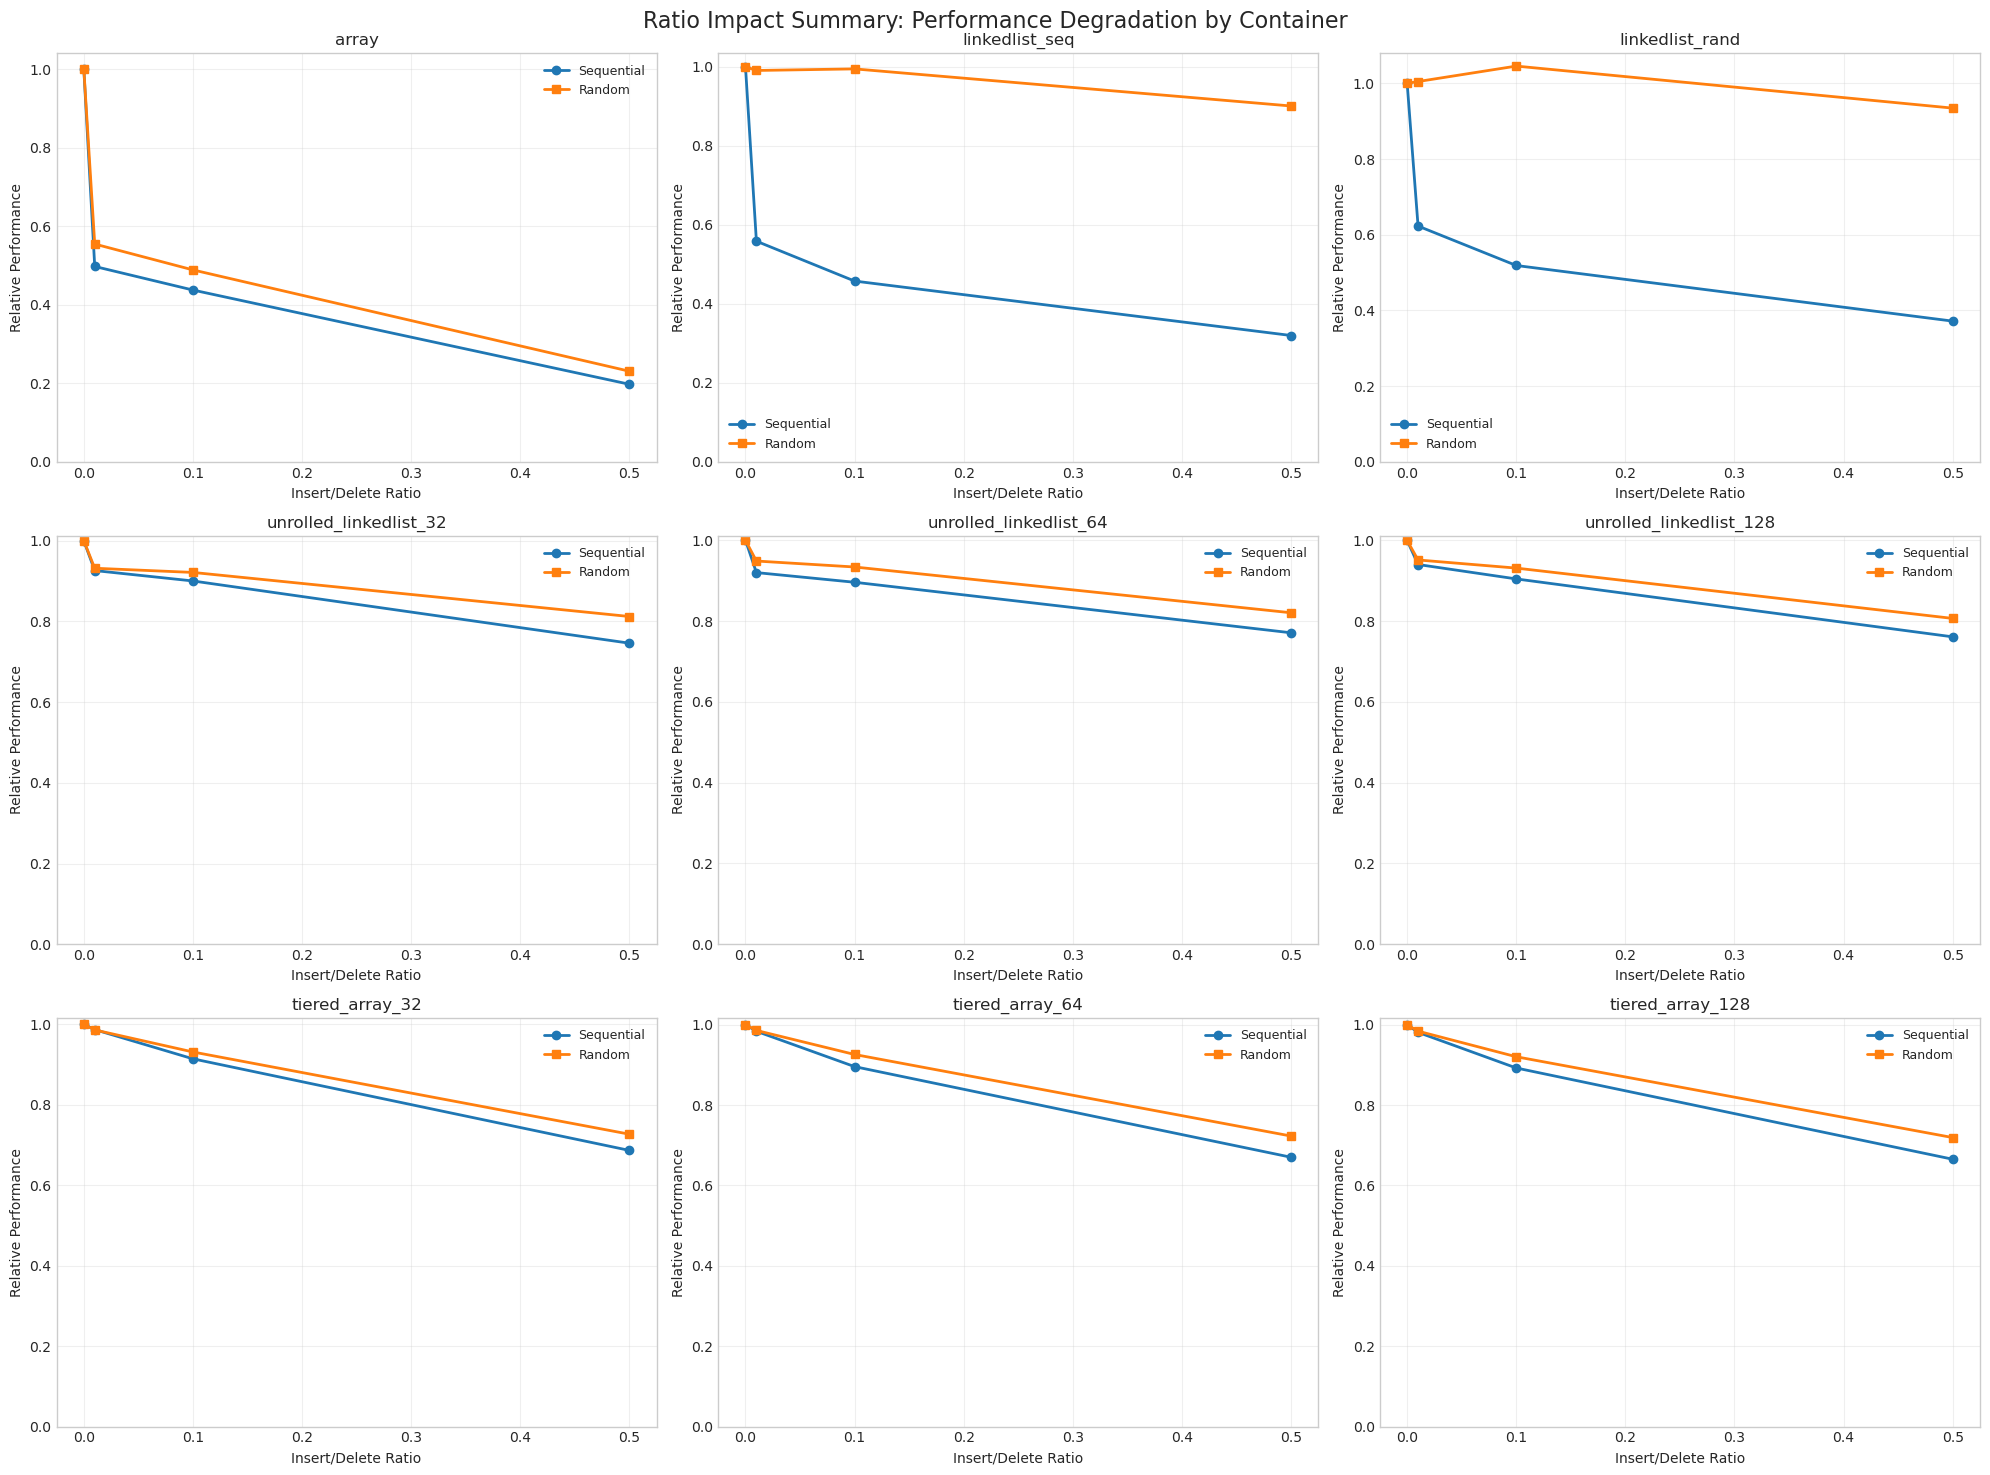 Ratio Impact Summary: Performance Degradation by Container
array
Relative Performance
1.0
0.8
0.6
0.4
0.2
0.0
Sequential
Random
0.0 0.1 0.2 0.3 0.4 0.5
Insert/Delete Ratio
linkedlist_seq
Relative Performance
1.0
0.8
0.6
0.4
0.2
0.0
Sequential
Random
0.0 0.1 0.2 0.3 0.4 0.5
Insert/Delete Ratio
linkedlist_rand
Relative Performance
1.0
0.8
0.6
0.4
0.2
0.0
Sequential
Random
0.0 0.1 0.2 0.3 0.4 0.5
Insert/Delete Ratio
unrolled_linkedlist_32
Relative Performance
1.0
0.8
0.6
0.4
0.2
0.0
Sequential
Random
0.0 0.1 0.2 0.3 0.4 0.5
Insert/Delete Ratio
unrolled_linkedlist_64
Relative Performance
1.0
0.8
0.6
0.4
0.2
0.0
Sequential
Random
0.0 0.1 0.2 0.3 0.4 0.5
Insert/Delete Ratio
unrolled_linkedlist_128
Relative Performance
1.0
0.8
0.6
0.4
0.2
0.0
Sequential
Random
0.0 0.1 0.2 0.3 0.4 0.5
Insert/Delete Ratio
tiered_array_32
Relative Performance
1.0
0.8
0.6
0.4
0.2
0.0
Sequential
Random
0.0 0.1 0.2 0.3 0.4 0.5
Insert/Delete Ratio
tiered_array_64
Relative Performance
1.0
0.8
0.6
0.4
0.2
0.0
Sequential
Random
0.0 0.1 0.2 0.3 0.4 0.5
Insert/Delete Ratio
tiered_array_128
Relative Performance
1.0
0.8
0.6
0.4
0.2
0.0
Sequential
Random
0.0 0.1 0.2 0.3 0.4 0.5
Insert/Delete Ratio